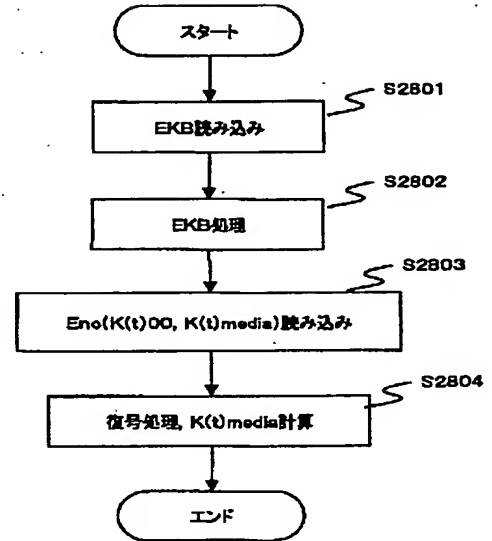 スタート
S2801
EKB読み込み
S2802
EKB処理
S2803
Enc(K(t)00, K(t)media)読み込み
S2804
復号処理, K(t)media計算
エンド